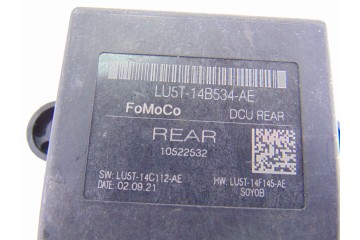 LU5T-14B534-AE
FoMoCo DCU REAR
REAR
10522532
SW: LU5T-14C112-AE HW: LU5T-14F145-AE
DATE: 02.09.21 SOY0B